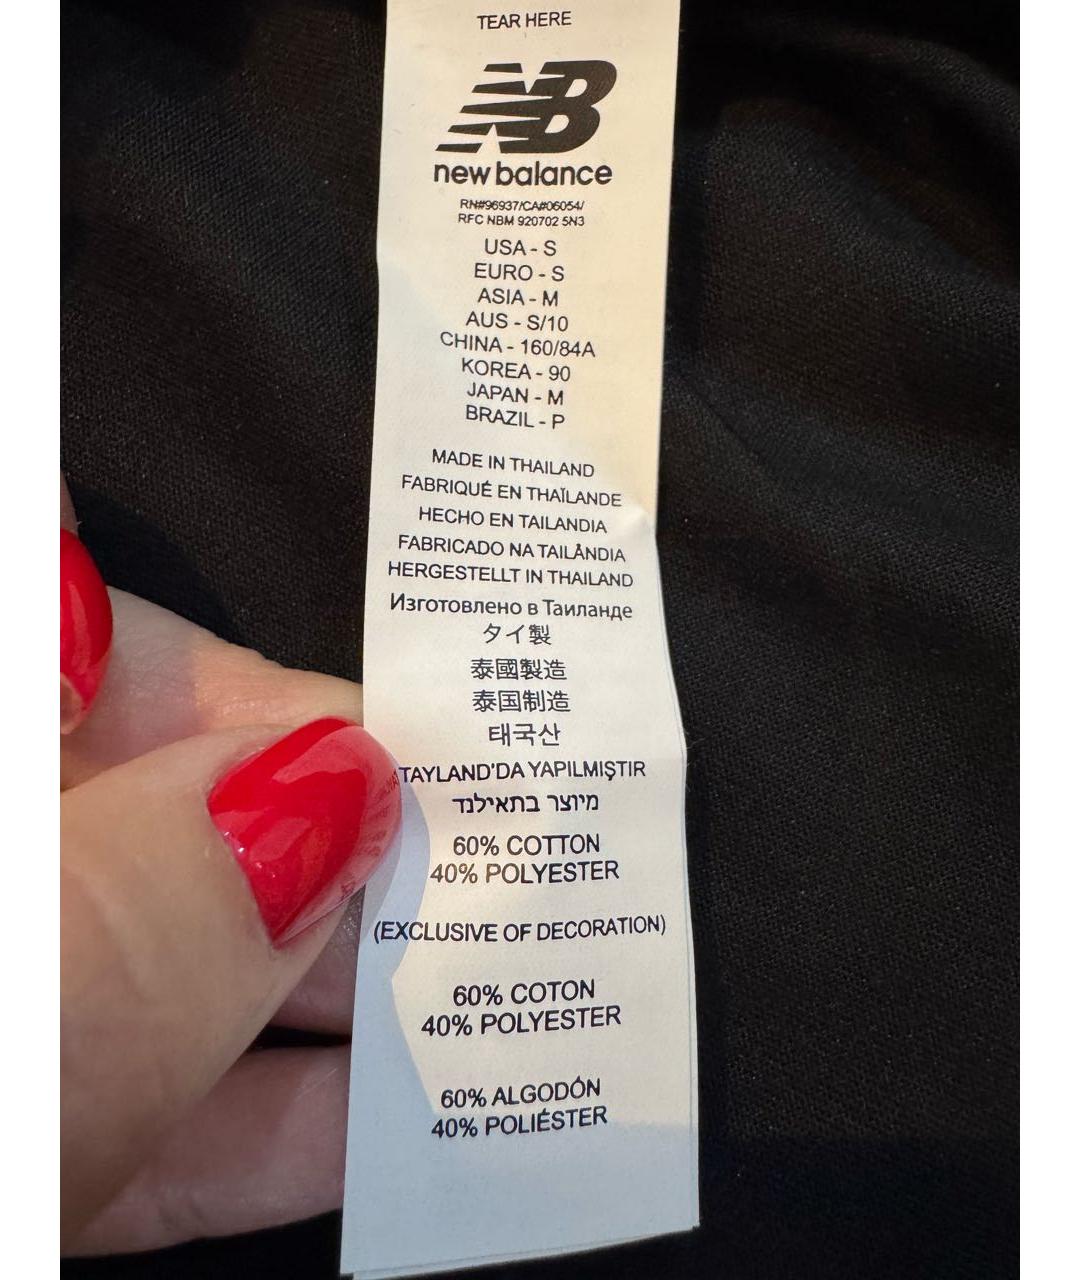 TEAR HERE
NB
new balance
RN#96937/CA#06054/
RFC NBM 920702 5N3
USA - S
EURO - S
ASIA - M
AUS - S/10
CHINA - 160/84A
KOREA - 90
JAPAN - M
BRAZIL - P
MADE IN THAILAND
FABRIQUÉ EN THAÏLANDE
HECHO EN TAILANDIA
FABRICADO NA TAILÂNDIA
HERGESTELLT IN THAILAND
Изготовлено в Таиланде
タイ製
泰國製造
泰国制造
태국산
TAYLAND'DA YAPILMIŞTIR
מיוצר בתאילנד
60% COTTON
40% POLYESTER
(EXCLUSIVE OF DECORATION)
60% COTON
40% POLYESTER
60% ALGODÓN
40% POLIÉSTER